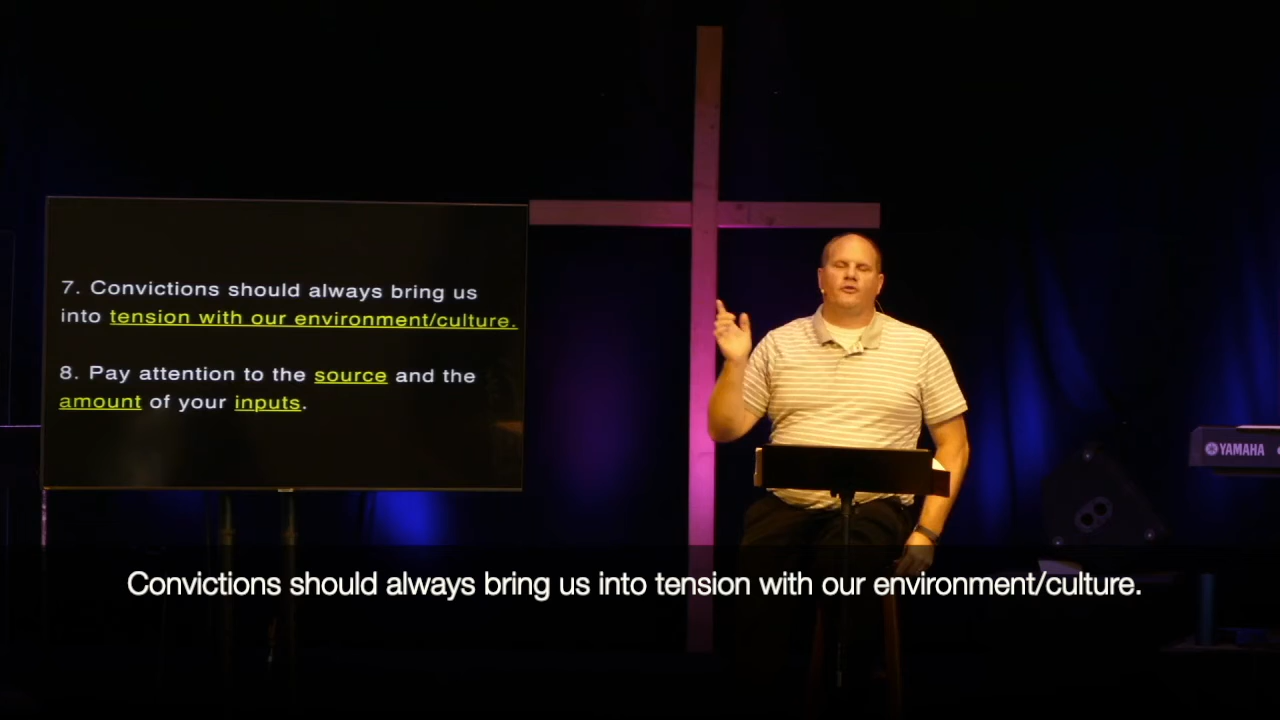 7. Convictions should always bring us
into tension with our environment/culture.
8. Pay attention to the source and the
amount of your inputs.
YAMAHA
Convictions should always bring us into tension with our environment/culture.